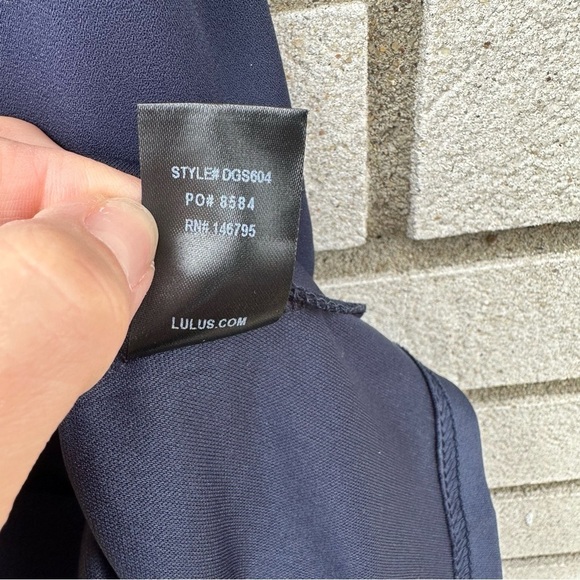 STYLE# DGS604
PO# 8584
RN# 146795
LULUS.COM